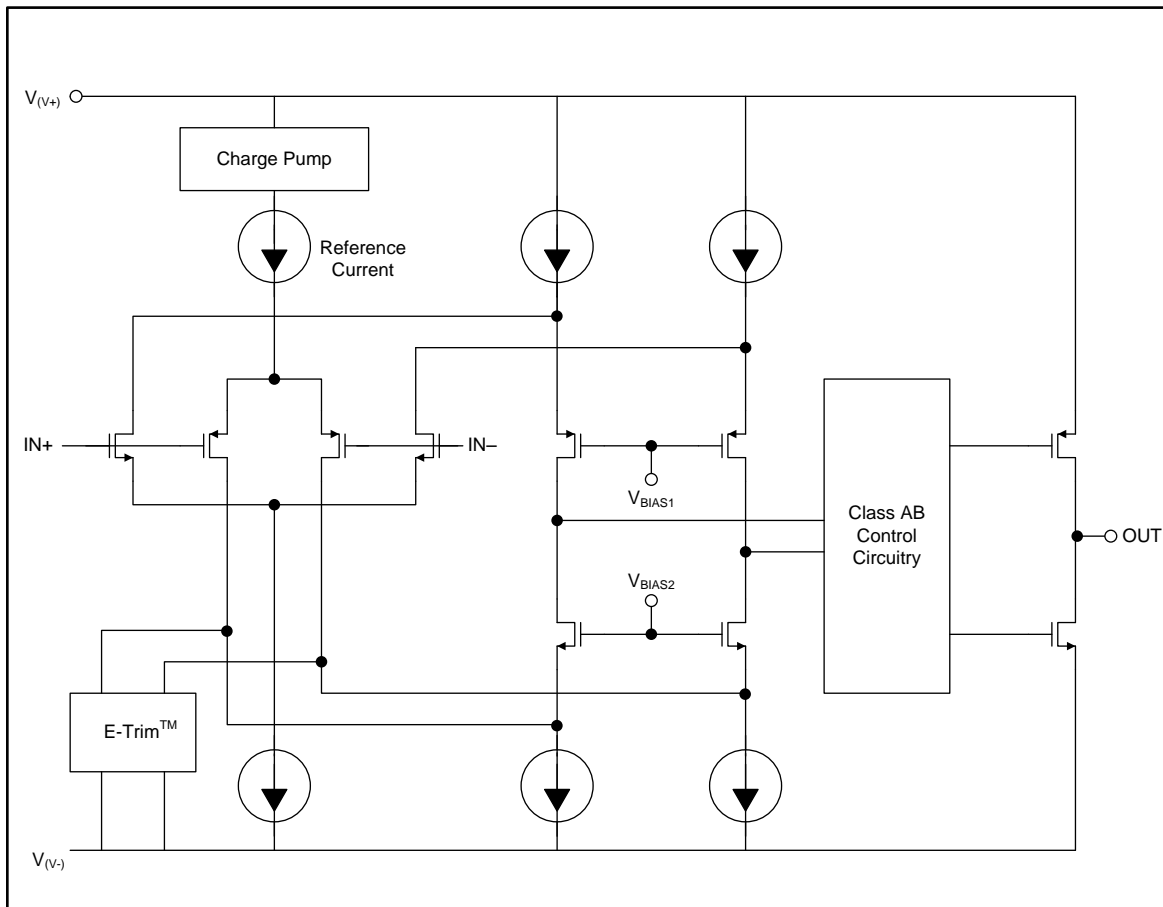 V(V+)
Charge Pump
Reference
Current
IN+
IN–
VBIAS1
Class AB
Control
Circuitry
OUT
VBIAS2
E-Trim™
V(V-)